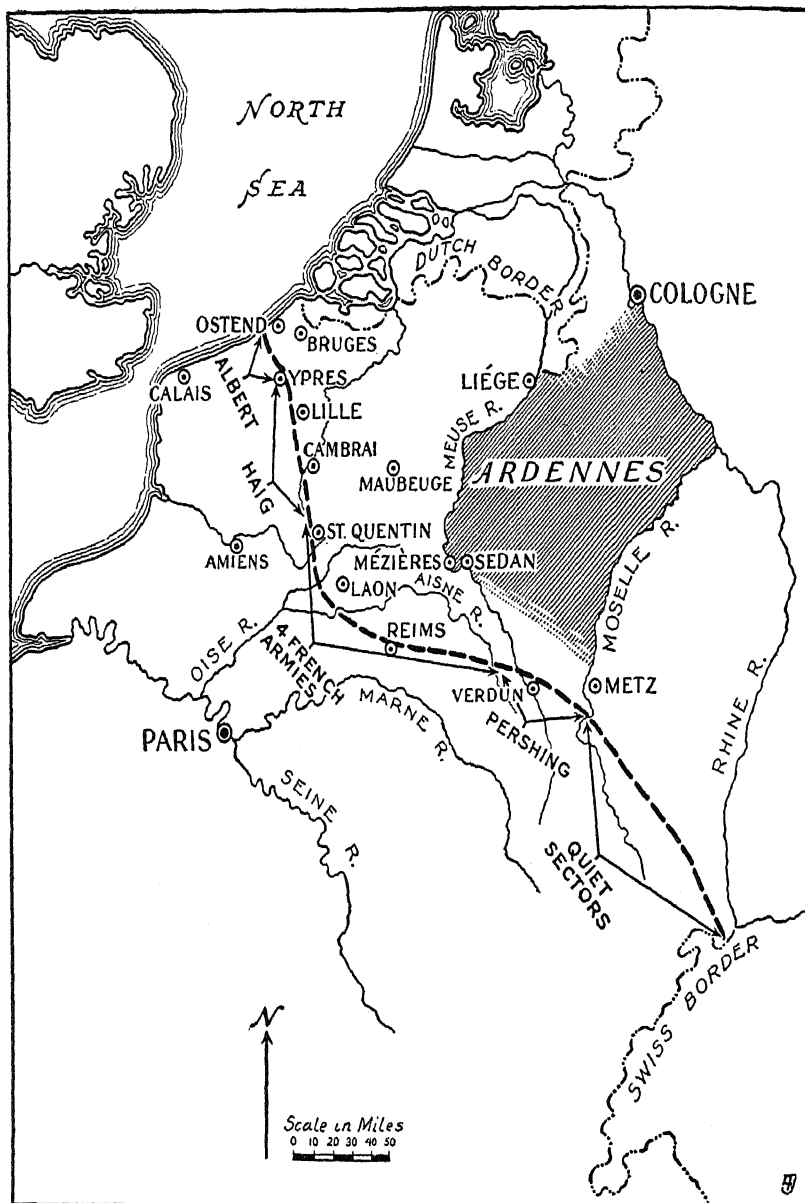 NORTH
SEA
DUTCH BORDER
COLOGNE
OSTEND
BRUGES
ALBERT
CALAIS
YPRES
LIÉGE
LILLE
MEUSE R.
CAMBRAI
MAUBEUGE
ARDENNES
HAIG
ST. QUENTIN
AMIENS
MÉZIÈRES
SEDAN
MOSELLE R.
LAON
AISNE R.
OISE R.
4 FRENCH
ARMIES
REIMS
VERDUN
METZ
MARNE R.
PERSHING
RHINE R.
PARIS
SEINE R.
QUIET
SECTORS
SWISS BORDER
N
Scale in Miles
0 10 20 30 40 50